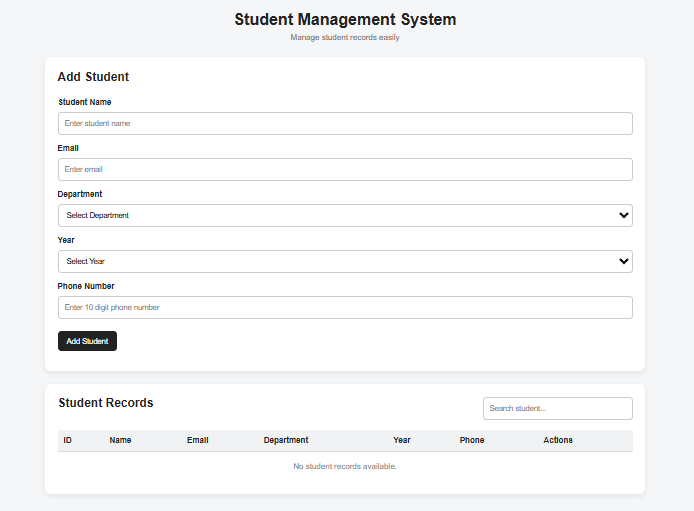 Student Management System
Manage student records easily
Add Student
Student Name
Enter student name
Email
Enter email
Department
Select Department
Year
Select Year
Phone Number
Enter 10 digit phone number
Add Student
Student Records
Search student...
ID Name Email Department Year Phone Actions
No student records available.